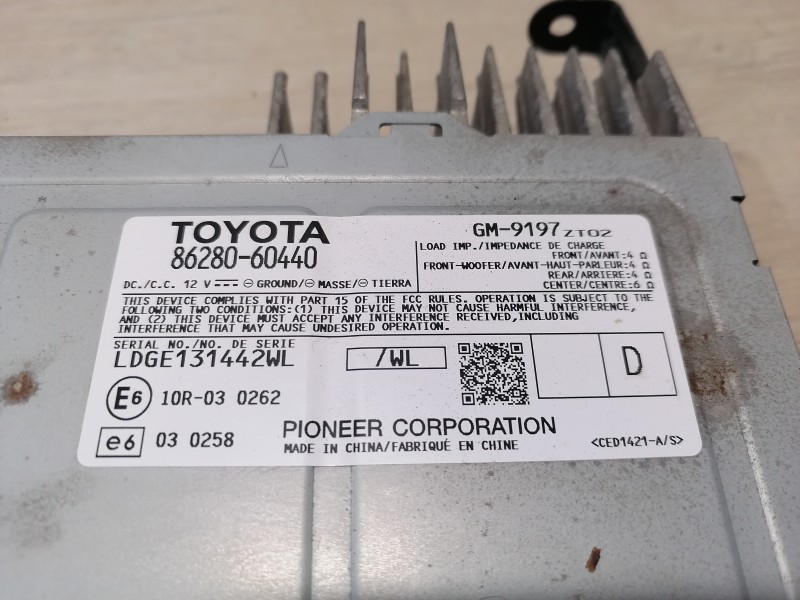 TOYOTA
86280-60440
GM-9197 ZT02
LOAD IMP./IMPEDANCE DE CHARGE
FRONT/AVANT:4 Ω
FRONT-WOOFER/AVANT-HAUT-PARLEUR:4 Ω
REAR/ARRIERE:4 Ω
CENTER/CENTRE:6 Ω
DC./C.C. 12 V ⎓ ⊖ GROUND/⊖ MASSE/⊖ TIERRA
THIS DEVICE COMPLIES WITH PART 15 OF THE FCC RULES. OPERATION IS SUBJECT TO THE
FOLLOWING TWO CONDITIONS:(1) THIS DEVICE MAY NOT CAUSE HARMFUL INTERFERENCE,
AND (2) THIS DEVICE MUST ACCEPT ANY INTERFERENCE RECEIVED,INCLUDING
INTERFERENCE THAT MAY CAUSE UNDESIRED OPERATION.
SERIAL NO./NO. DE SERIE
LDGE131442WL
/WL
D
E6 10R-03 0262
e6 03 0258
PIONEER CORPORATION
MADE IN CHINA/FABRIQUÉ EN CHINE
<CED1421-A/S>